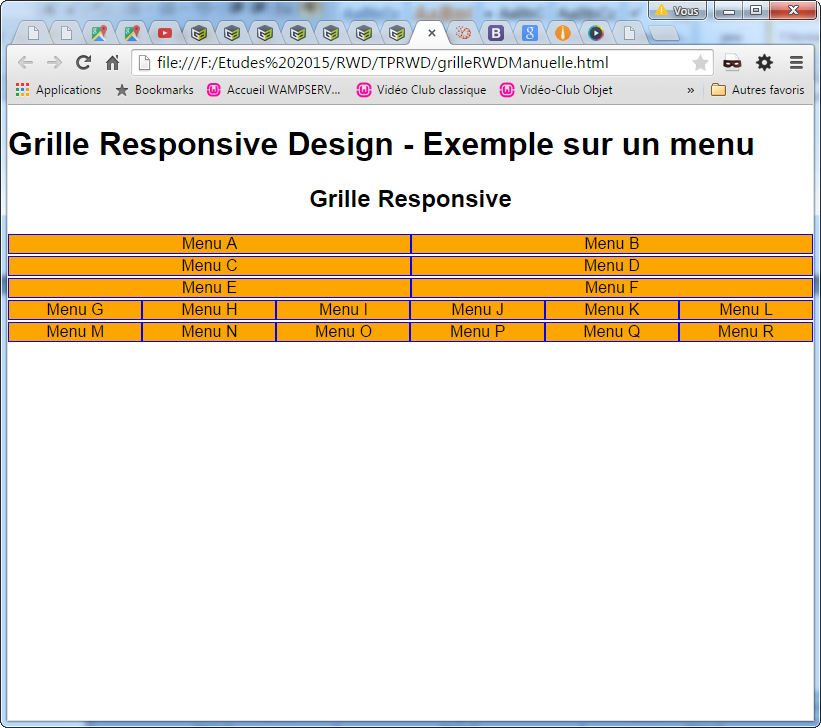 Vous
file:///F:/Etudes%202015/RWD/TPRWD/grilleRWDManuelle.html
Applications Bookmarks Accueil WAMPSERV... Vidéo Club classique Vidéo-Club Objet » Autres favoris
Grille Responsive Design - Exemple sur un menu
Grille Responsive
Menu A Menu B
Menu C Menu D
Menu E Menu F
Menu G Menu H Menu I Menu J Menu K Menu L
Menu M Menu N Menu O Menu P Menu Q Menu R